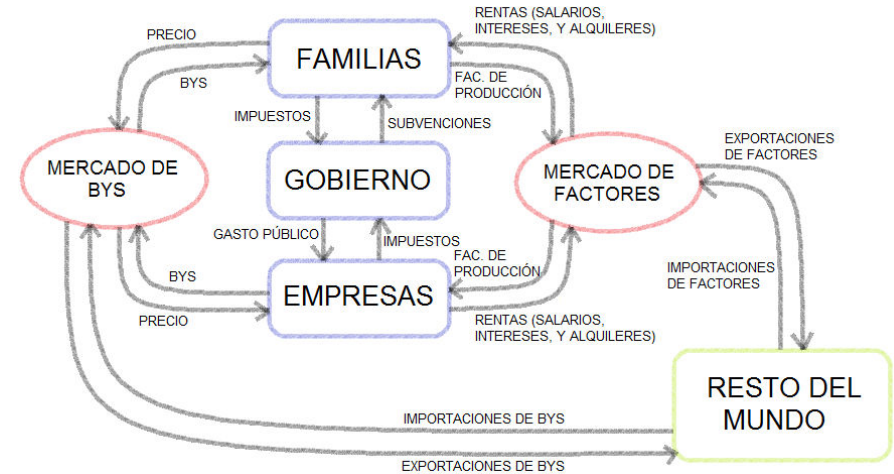 RENTAS (SALARIOS,
INTERESES, Y ALQUILERES)
PRECIO
FAMILIAS
BYS
FAC. DE
PRODUCCIÓN
IMPUESTOS
SUBVENCIONES
EXPORTACIONES
DE FACTORES
MERCADO DE
BYS
GOBIERNO
MERCADO DE
FACTORES
GASTO PÚBLICO
IMPUESTOS
FAC. DE
PRODUCCIÓN
BYS
IMPORTACIONES
DE FACTORES
EMPRESAS
PRECIO
RENTAS (SALARIOS,
INTERESES, Y ALQUILERES)
RESTO DEL
MUNDO
IMPORTACIONES DE BYS
EXPORTACIONES DE BYS